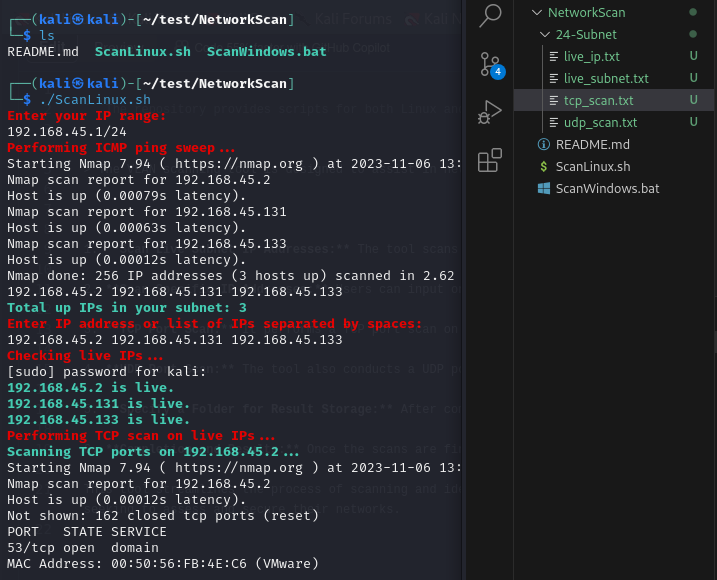 ┌──(kali㉿kali)-[~/test/NetworkScan]
└─$ ls
README.md  ScanLinux.sh  ScanWindows.bat
┌──(kali㉿kali)-[~/test/NetworkScan]
└─$ ./ScanLinux.sh
Enter your IP range:
192.168.45.1/24
Performing ICMP ping sweep...
Starting Nmap 7.94 ( https://nmap.org ) at 2023-11-06 13:
Nmap scan report for 192.168.45.2
Host is up (0.00079s latency).
Nmap scan report for 192.168.45.131
Host is up (0.00063s latency).
Nmap scan report for 192.168.45.133
Host is up (0.00012s latency).
Nmap done: 256 IP addresses (3 hosts up) scanned in 2.62
192.168.45.2 192.168.45.131 192.168.45.133
Total up IPs in your subnet: 3
Enter IP address or list of IPs separated by spaces:
192.168.45.2 192.168.45.131 192.168.45.133
Checking live IPs...
[sudo] password for kali:
192.168.45.2 is live.
192.168.45.131 is live.
192.168.45.133 is live.
Performing TCP scan on live IPs...
Scanning TCP ports on 192.168.45.2...
Starting Nmap 7.94 ( https://nmap.org ) at 2023-11-06 13:
Nmap scan report for 192.168.45.2
Host is up (0.00012s latency).
Not shown: 162 closed tcp ports (reset)
PORT   STATE SERVICE
53/tcp open  domain
MAC Address: 00:50:56:FB:4E:C6 (VMware)
4
NetworkScan
24-Subnet
live_ip.txt U
live_subnet.txt U
tcp_scan.txt U
udp_scan.txt U
README.md
$ ScanLinux.sh
ScanWindows.bat